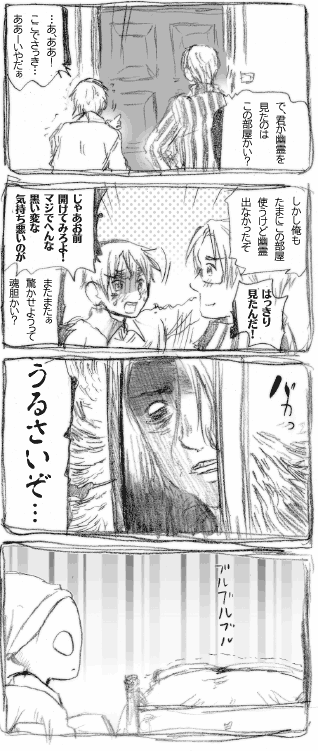 で、君が幽霊を
見たのは
この部屋かい？
…あ、ああ！
ここでさっき…
ああーいやだぁ
しかし俺も
たまにこの部屋
使うけど幽霊
出なかったぞ
はっきり
見たんだ！
じゃあお前
開けてみろよ！
マジでへんな
黒い変な
気持ち悪いのが
またまたぁ
驚かせようって
魂胆かい？
バカっ
うるさいぞ…
ブルブルブル